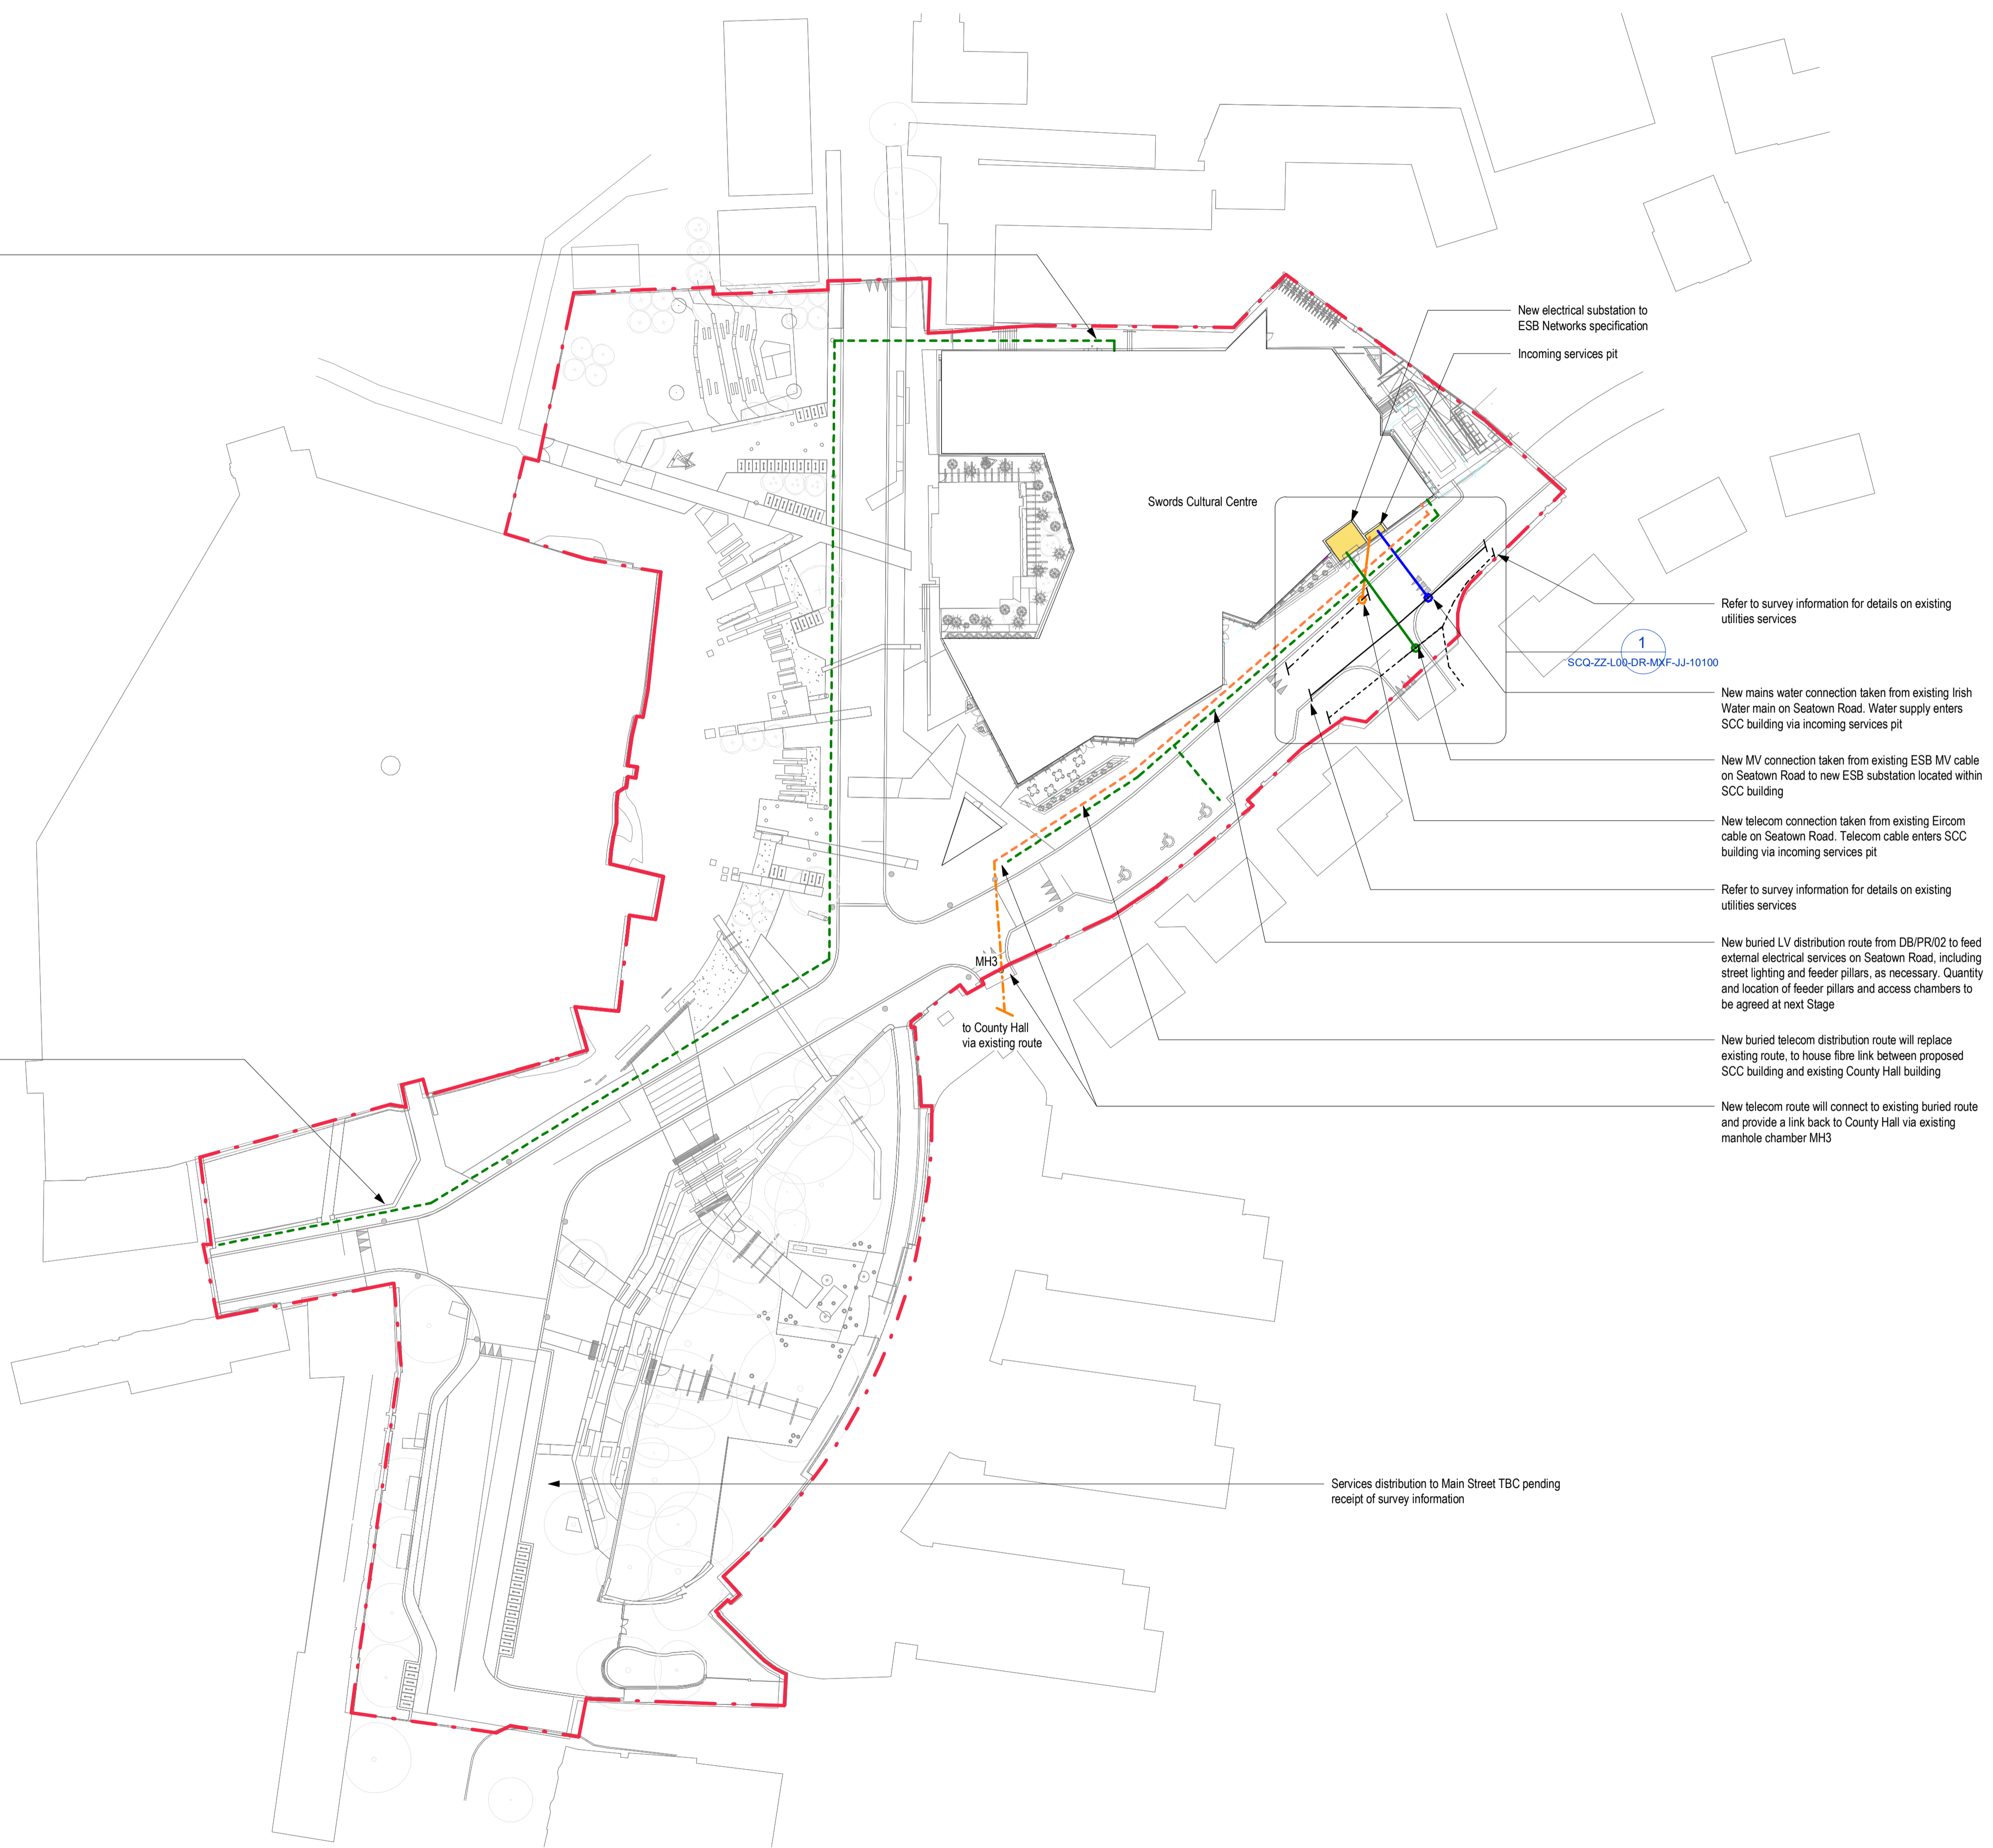 New electrical substation to
ESB Networks specification
Incoming services pit
Swords Cultural Centre
Refer to survey information for details on existing
utilities services
1
SCQ-ZZ-L00-DR-MXF-JJ-10100
New mains water connection taken from existing Irish
Water main on Seatown Road. Water supply enters
SCC building via incoming services pit
New MV connection taken from existing ESB MV cable
on Seatown Road to new ESB substation located within
SCC building
New telecom connection taken from existing Eircom
cable on Seatown Road. Telecom cable enters SCC
building via incoming services pit
Refer to survey information for details on existing
utilities services
New buried LV distribution route from DB/PR/02 to feed
external electrical services on Seatown Road, including
street lighting and feeder pillars, as necessary. Quantity
and location of feeder pillars and access chambers to
be agreed at next Stage
MH3
to County Hall
via existing route
New buried telecom distribution route will replace
existing route, to house fibre link between proposed
SCC building and existing County Hall building
New telecom route will connect to existing buried route
and provide a link back to County Hall via existing
manhole chamber MH3
Services distribution to Main Street TBC pending
receipt of survey information